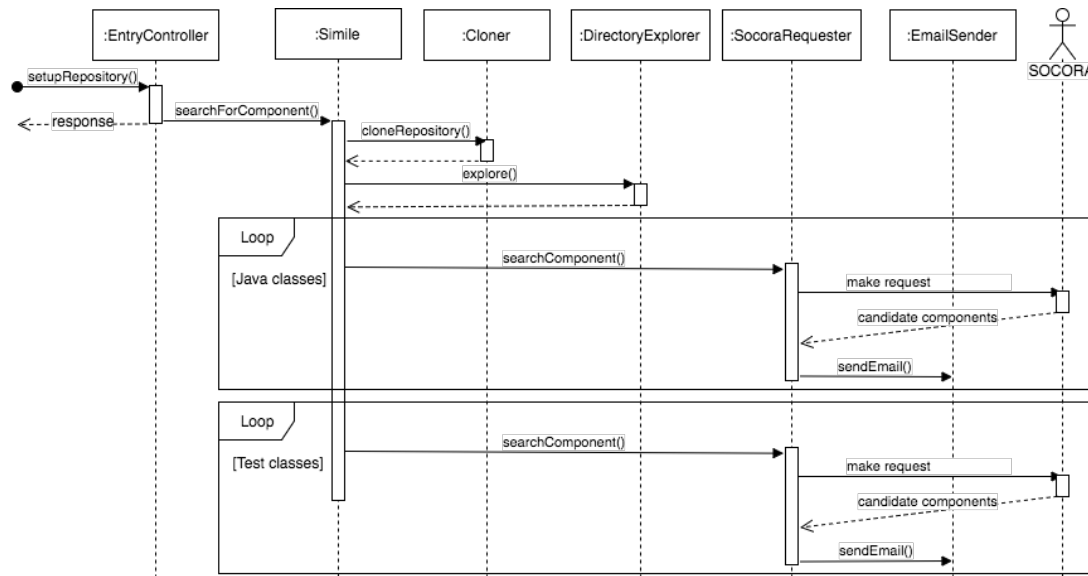 :EntryController
:Simile
:Cloner
:DirectoryExplorer
:SocoraRequester
:EmailSender
SOCORA
setupRepository()
response
searchForComponent()
cloneRepository()
explore()
Loop
[Java classes]
searchComponent()
make request
candidate components
sendEmail()
Loop
[Test classes]
searchComponent()
make request
candidate components
sendEmail()